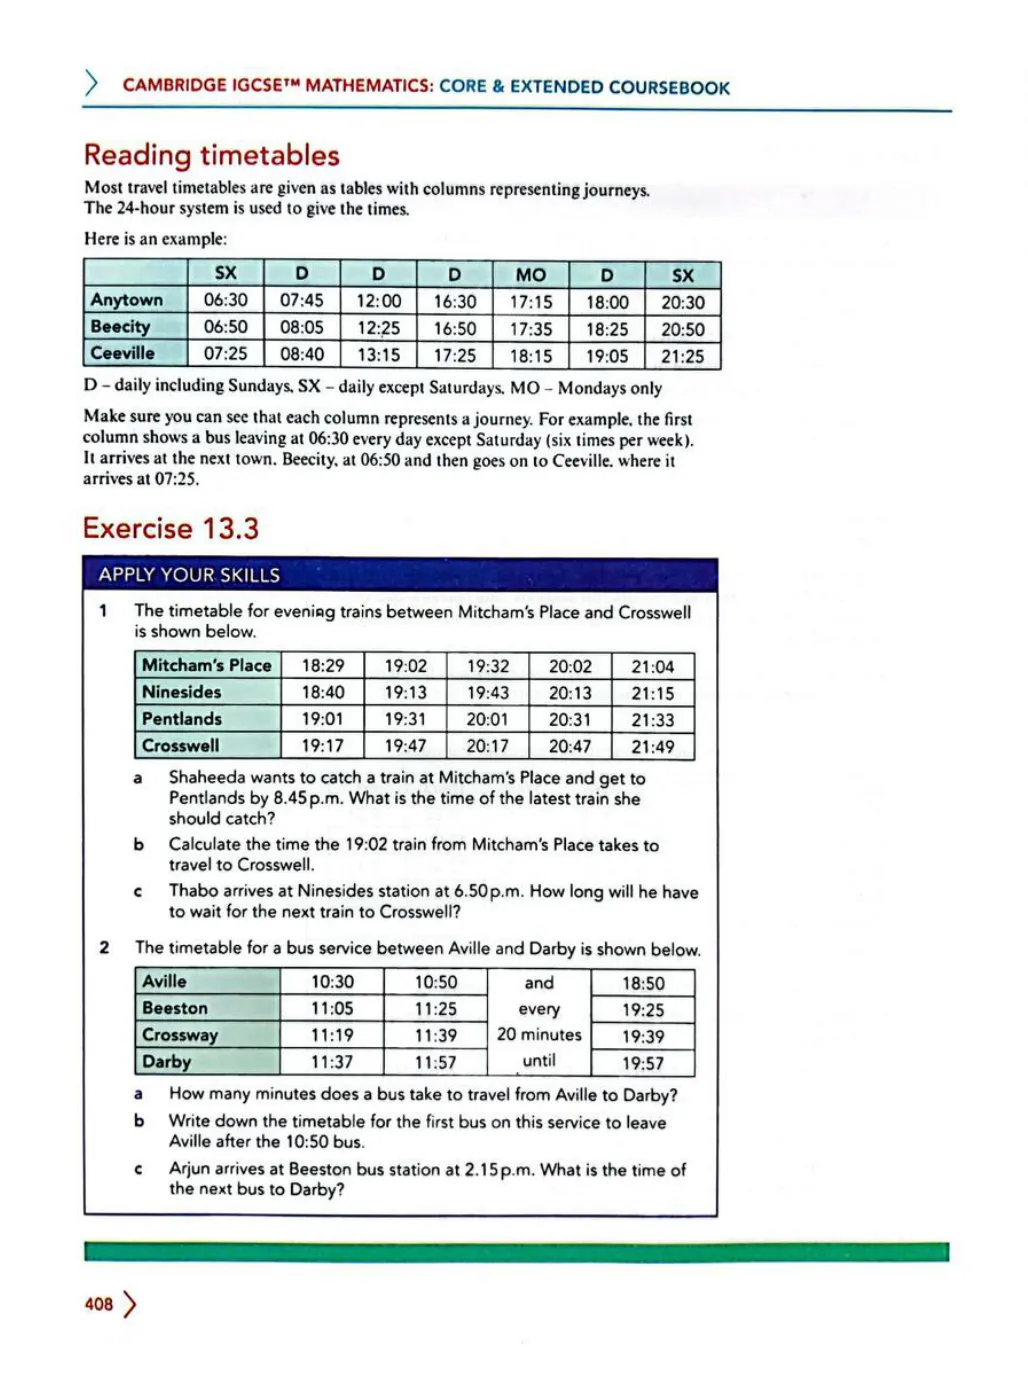 CAMBRIDGE IGCSE™ MATHEMATICS: CORE & EXTENDED COURSEBOOK
Reading timetables
Most travel timetables are given as tables with columns representing journeys.
The 24-hour system is used to give the times.
Here is an example:
SX D D D MO D SX
Anytown 06:30 07:45 12:00 16:30 17:15 18:00 20:30
Beecity 06:50 08:05 12:25 16:50 17:35 18:25 20:50
Ceeville 07:25 08:40 13:15 17:25 18:15 19:05 21:25
D – daily including Sundays, SX – daily except Saturdays, MO – Mondays only
Make sure you can see that each column represents a journey. For example, the first
column shows a bus leaving at 06:30 every day except Saturday (six times per week).
It arrives at the next town, Beecity, at 06:50 and then goes on to Ceeville, where it
arrives at 07:25.
Exercise 13.3
APPLY YOUR SKILLS
1 The timetable for evening trains between Mitcham's Place and Crosswell
is shown below.
Mitcham's Place 18:29 19:02 19:32 20:02 21:04
Ninesides 18:40 19:13 19:43 20:13 21:15
Pentlands 19:01 19:31 20:01 20:31 21:33
Crosswell 19:17 19:47 20:17 20:47 21:49
a Shaheeda wants to catch a train at Mitcham's Place and get to
Pentlands by 8.45 p.m. What is the time of the latest train she
should catch?
b Calculate the time the 19:02 train from Mitcham's Place takes to
travel to Crosswell.
c Thabo arrives at Ninesides station at 6.50 p.m. How long will he have
to wait for the next train to Crosswell?
2 The timetable for a bus service between Aville and Darby is shown below.
Aville 10:30 10:50 and 18:50
Beeston 11:05 11:25 every 19:25
Crossway 11:19 11:39 20 minutes 19:39
Darby 11:37 11:57 until 19:57
a How many minutes does a bus take to travel from Aville to Darby?
b Write down the timetable for the first bus on this service to leave
Aville after the 10:50 bus.
c Arjun arrives at Beeston bus station at 2.15 p.m. What is the time of
the next bus to Darby?
408